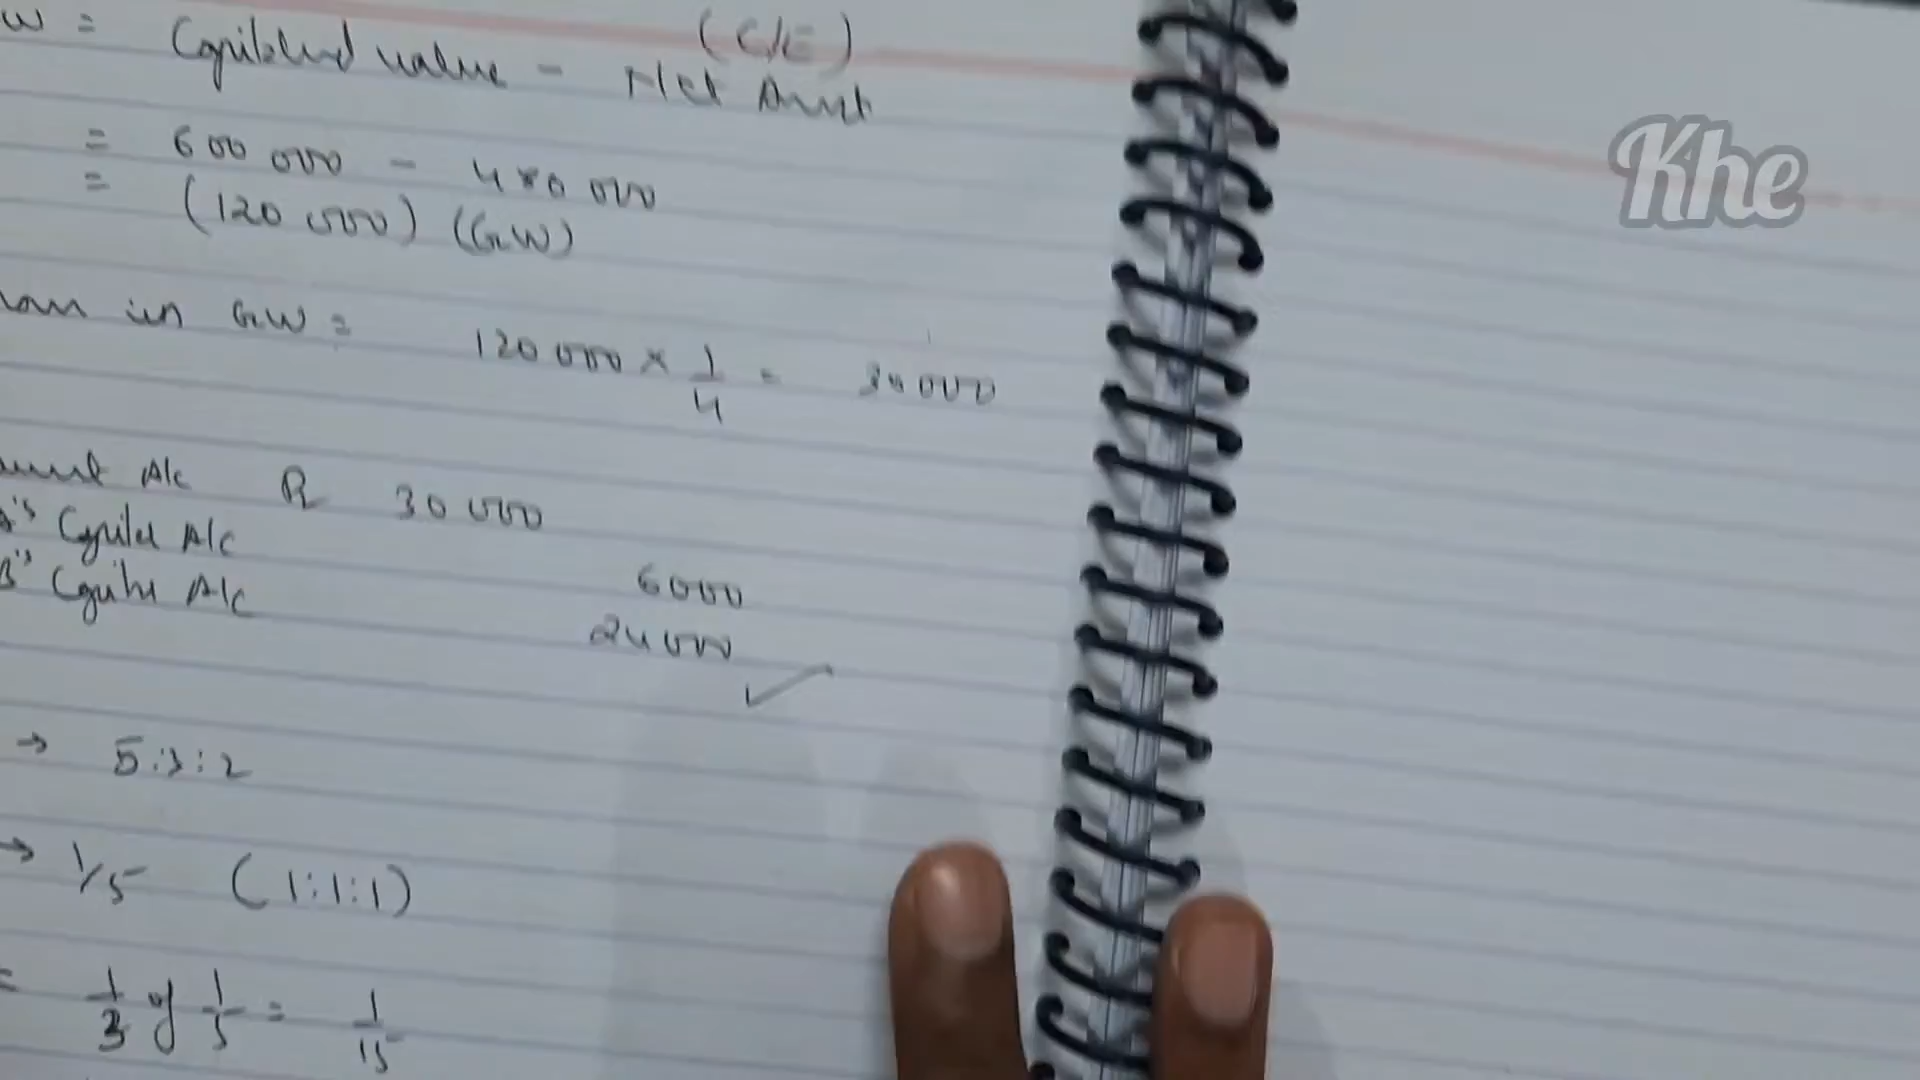 W = Capitalised value - Net Asset (C/E)
= 600 000 - 480 000
= (120 000) (GW)
in GW = 120 000 × 1/4 = 30 000
A/c R 30 000
A's Capital A/c 6000
B's Capital A/c 24 000 ✓
→ 5:3:2
→ 1/5 (1:1:1)
= 1/3 of 1/5 = 1/15
Khe